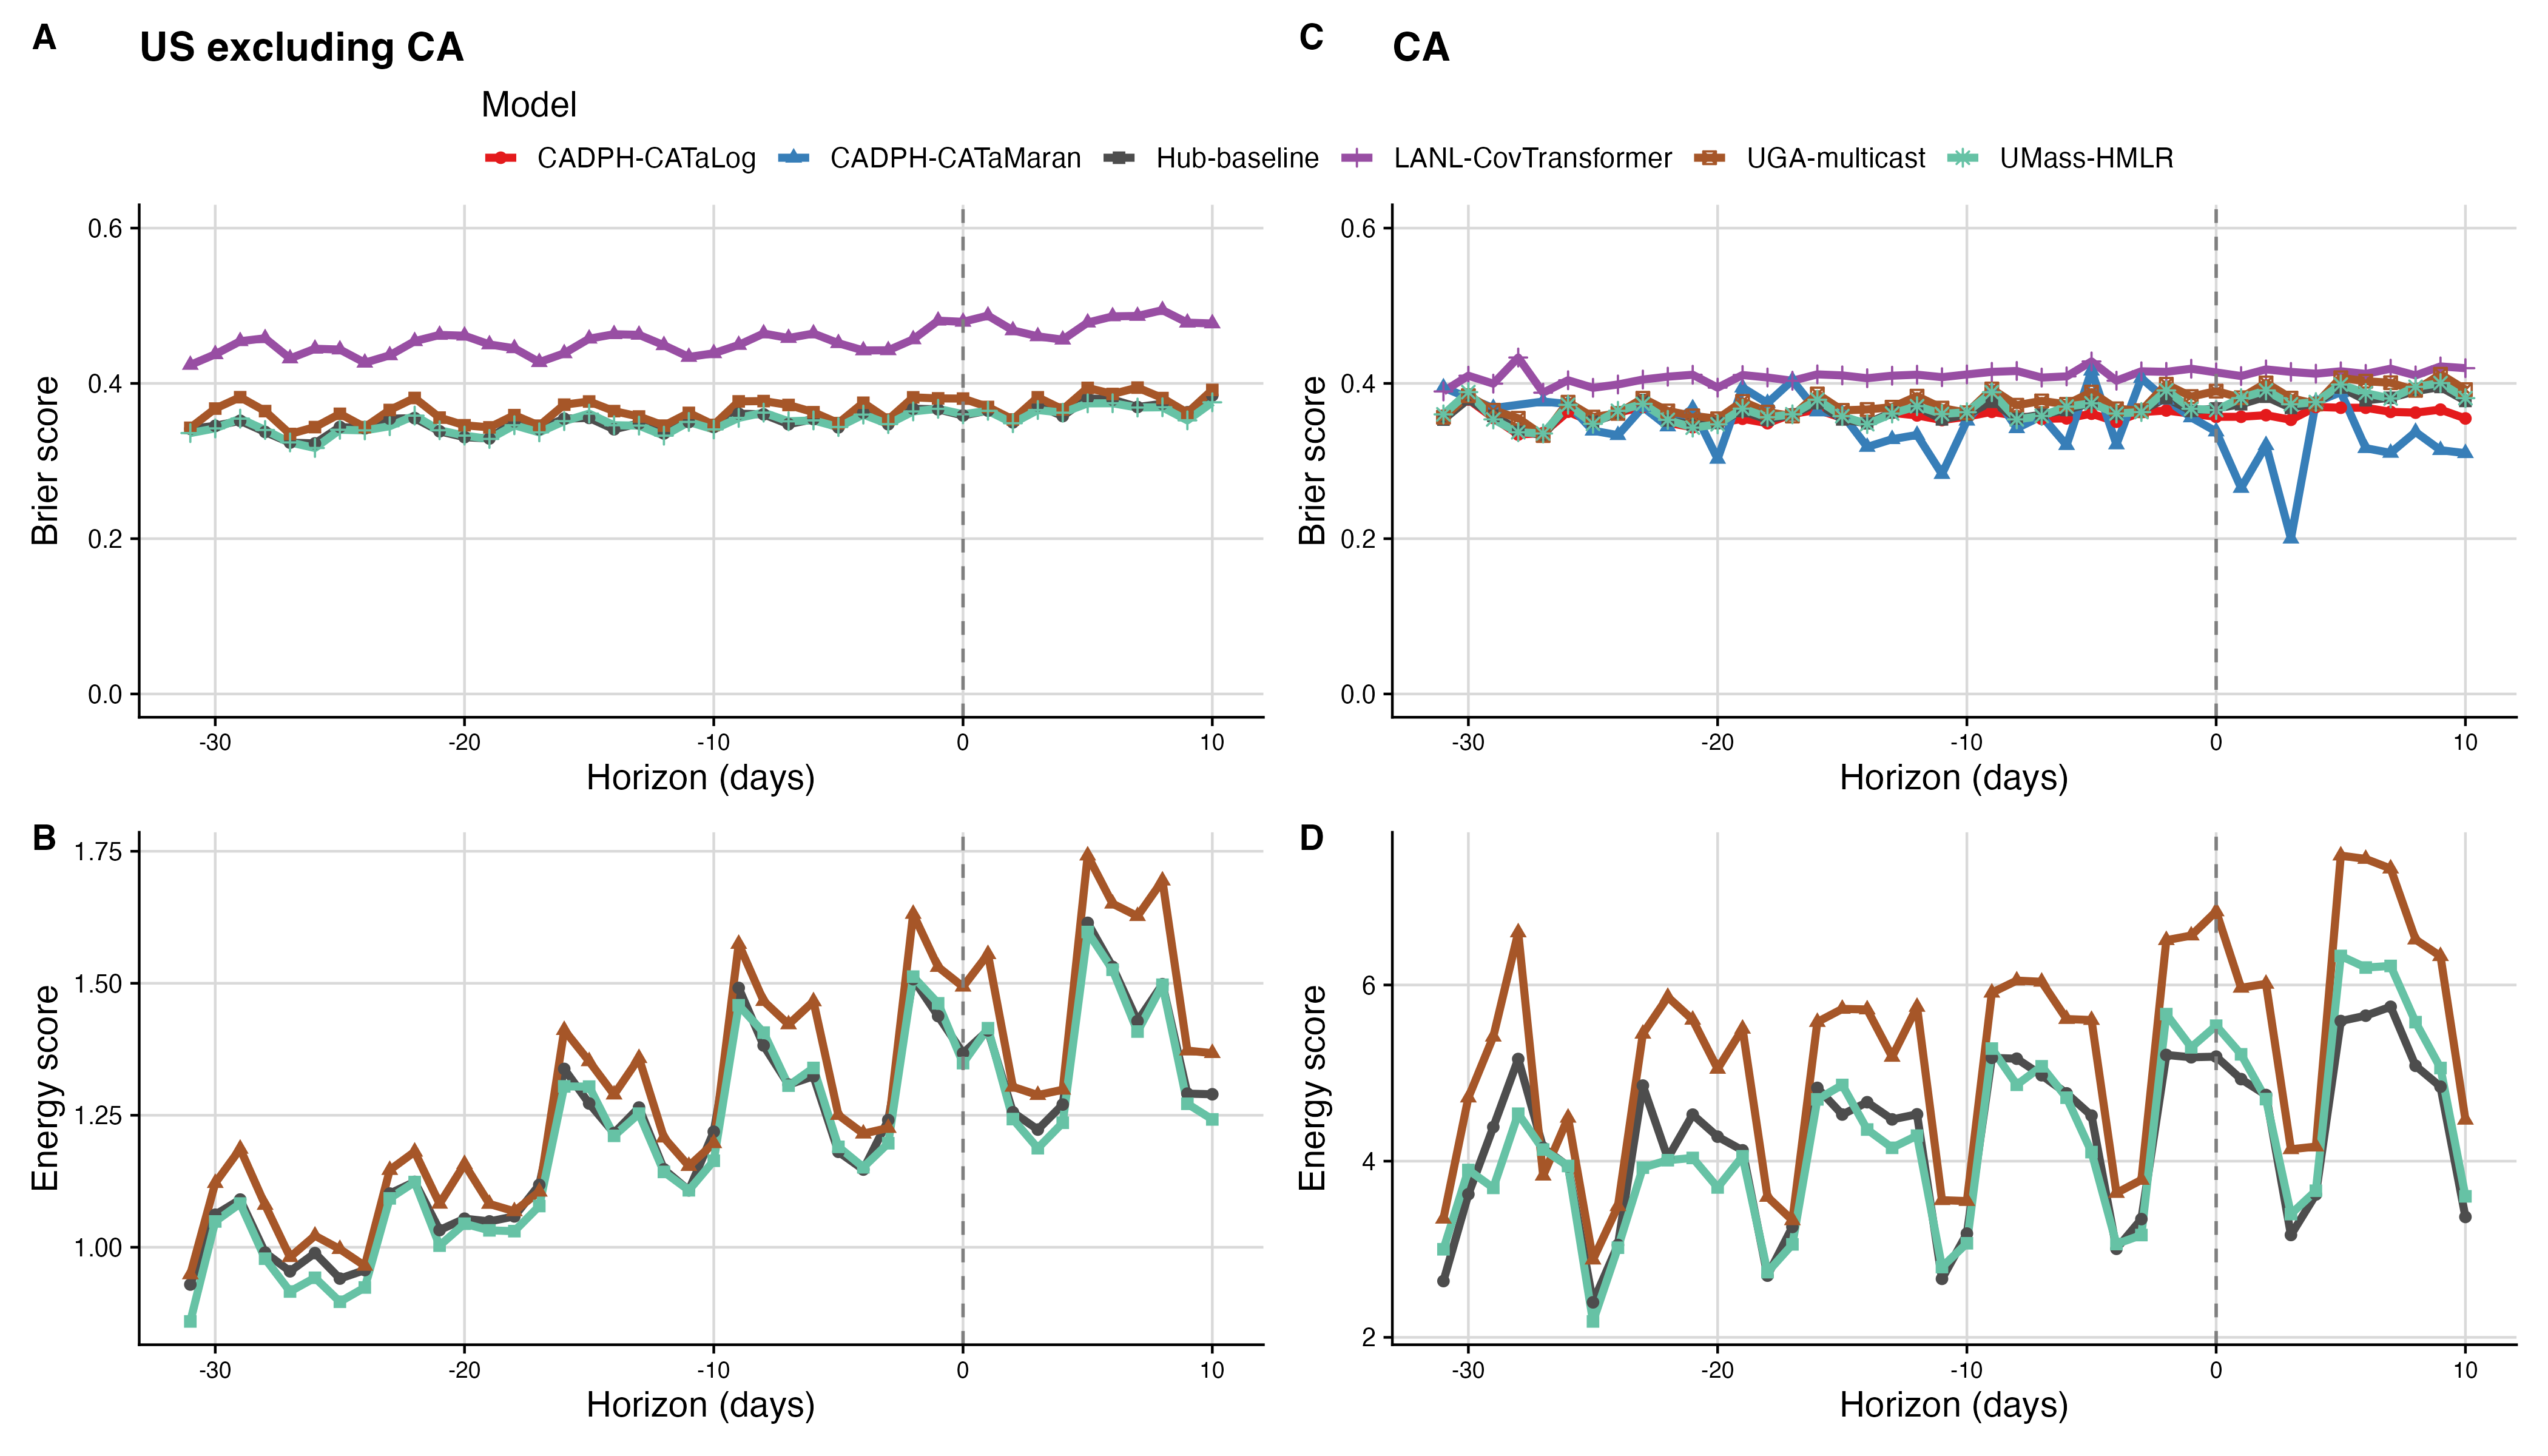 A US excluding CA
C CA
Model
CADPH-CATaLog CADPH-CATaMaran Hub-baseline LANL-CovTransformer UGA-multicast UMass-HMLR
Brier score
0.6
0.4
0.2
0.0
-30 -20 -10 0 10
Horizon (days)
Brier score
0.6
0.4
0.2
0.0
-30 -20 -10 0 10
Horizon (days)
B
Energy score
1.75
1.50
1.25
1.00
-30 -20 -10 0 10
Horizon (days)
D
Energy score
6
4
2
-30 -20 -10 0 10
Horizon (days)